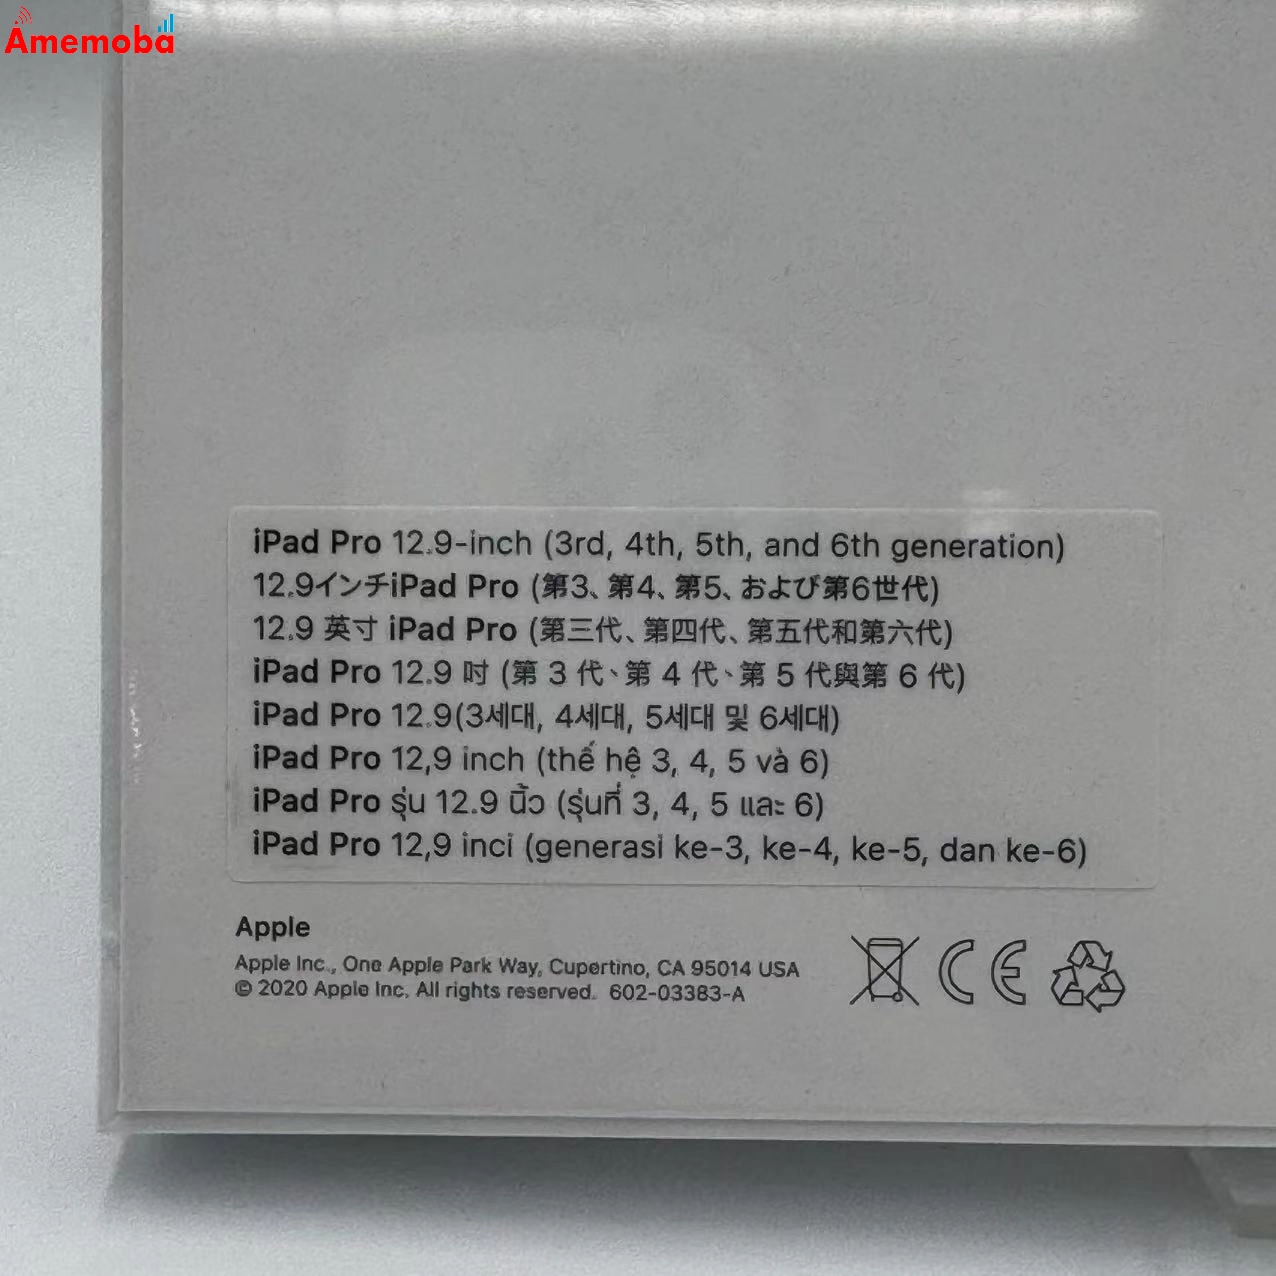 Amemoba
iPad Pro 12.9-inch (3rd, 4th, 5th, and 6th generation)
12.9インチiPad Pro (第3、第4、第5、および第6世代)
12.9 英寸 iPad Pro (第三代、第四代、第五代和第六代)
iPad Pro 12.9 吋 (第 3 代、第 4 代、第 5 代與第 6 代)
iPad Pro 12.9(3세대, 4세대, 5세대 및 6세대)
iPad Pro 12,9 inch (thế hệ 3, 4, 5 và 6)
iPad Pro รุ่น 12.9 นิ้ว (รุ่นที่ 3, 4, 5 และ 6)
iPad Pro 12,9 inci (generasi ke-3, ke-4, ke-5, dan ke-6)
Apple
Apple Inc., One Apple Park Way, Cupertino, CA 95014 USA
© 2020 Apple Inc. All rights reserved. 602-03383-A
CE